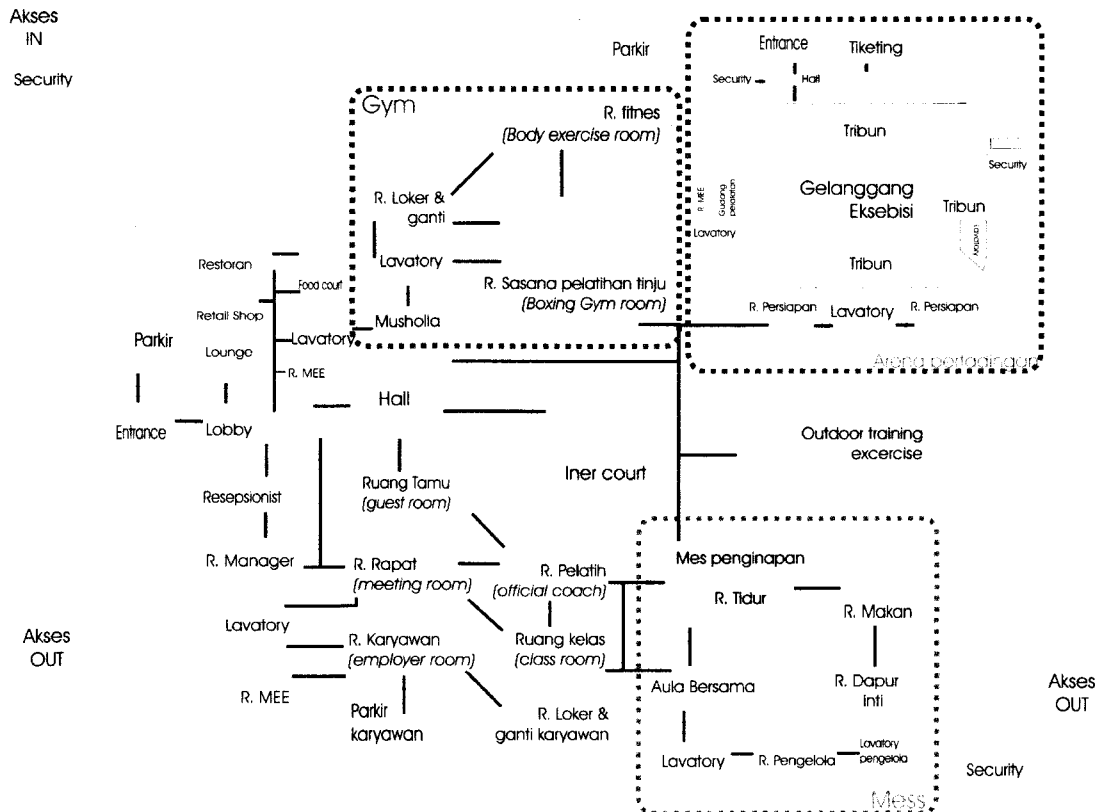 Akses
IN
Security
Parkir
Entrance
Tiketing
Security
Hall
Tribun
Security
R. MEE
Gudang
peralatan
Lavatory
Gelanggang
Eksebisi
Tribun
Tribun
R. Persiapan
Lavatory
R. Persiapan
Gym
R. fitnes
(Body exercise room)
R. Loker &
ganti
Lavatory
R. Sasana pelatihan tinju
(Boxing Gym room)
Musholla
Restoran
Food court
Retail Shop
Lavatory
Lounge
R. MEE
Parkir
Entrance
Lobby
Hall
Outdoor training
excercise
Iner court
Resepsionist
Ruang Tamu
(guest room)
R. Manager
R. Rapat
(meeting room)
R. Pelatih
(official coach)
Lavatory
R. Karyawan
(employer room)
Ruang kelas
(class room)
R. MEE
Parkir
karyawan
R. Loker &
ganti karyawan
Mes penginapan
R. Tidur
R. Makan
Aula Bersama
R. Dapur
inti
Lavatory
R. Pengelola
Lavatory
pengelola
Mess
Akses
OUT
Akses
OUT
Security